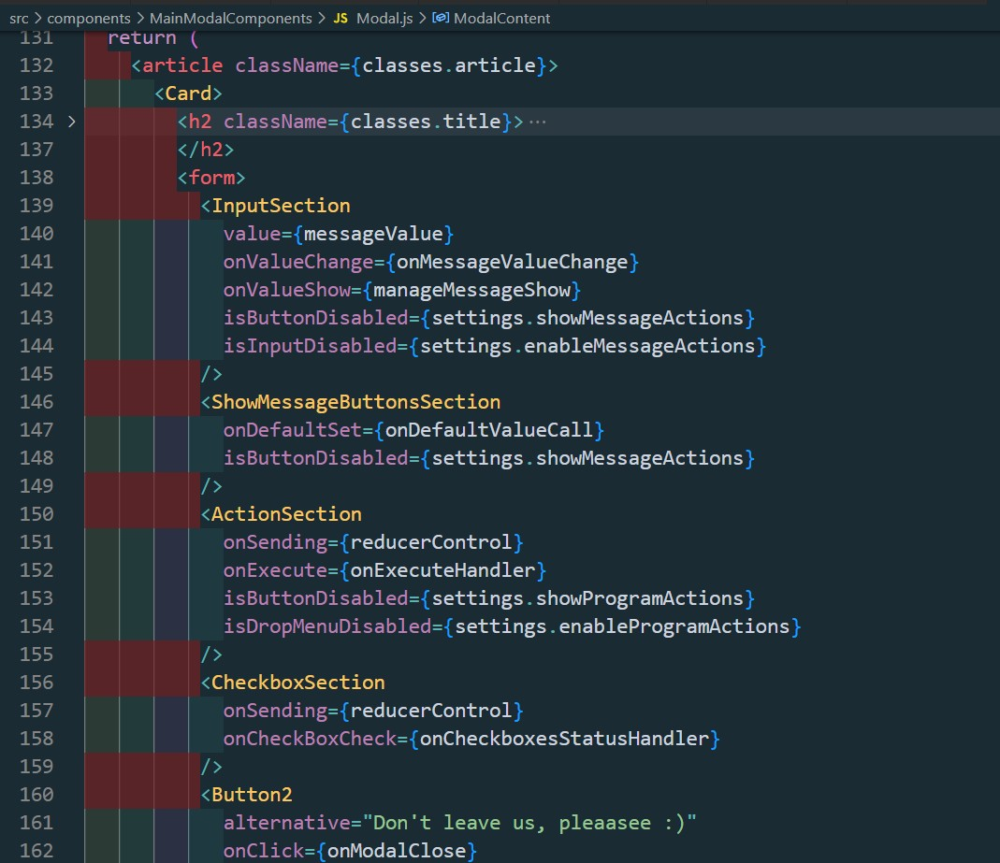 src > components > MainModalComponents > JS Modal.js > ModalContent
131 return (
132 <article className={classes.article}>
133 <Card>
134 > <h2 className={classes.title}> ···
137 </h2>
138 <form>
139 <InputSection
140 value={messageValue}
141 onValueChange={onMessageValueChange}
142 onValueShow={manageMessageShow}
143 isButtonDisabled={settings.showMessageActions}
144 isInputDisabled={settings.enableMessageActions}
145 />
146 <ShowMessageButtonsSection
147 onDefaultSet={onDefaultValueCall}
148 isButtonDisabled={settings.showMessageActions}
149 />
150 <ActionSection
151 onSending={reducerControl}
152 onExecute={onExecuteHandler}
153 isButtonDisabled={settings.showProgramActions}
154 isDropMenuDisabled={settings.enableProgramActions}
155 />
156 <CheckboxSection
157 onSending={reducerControl}
158 onCheckBoxCheck={onCheckboxesStatusHandler}
159 />
160 <Button2
161 alternative="Don't leave us, pleaasee :)"
162 onClick={onModalClose}